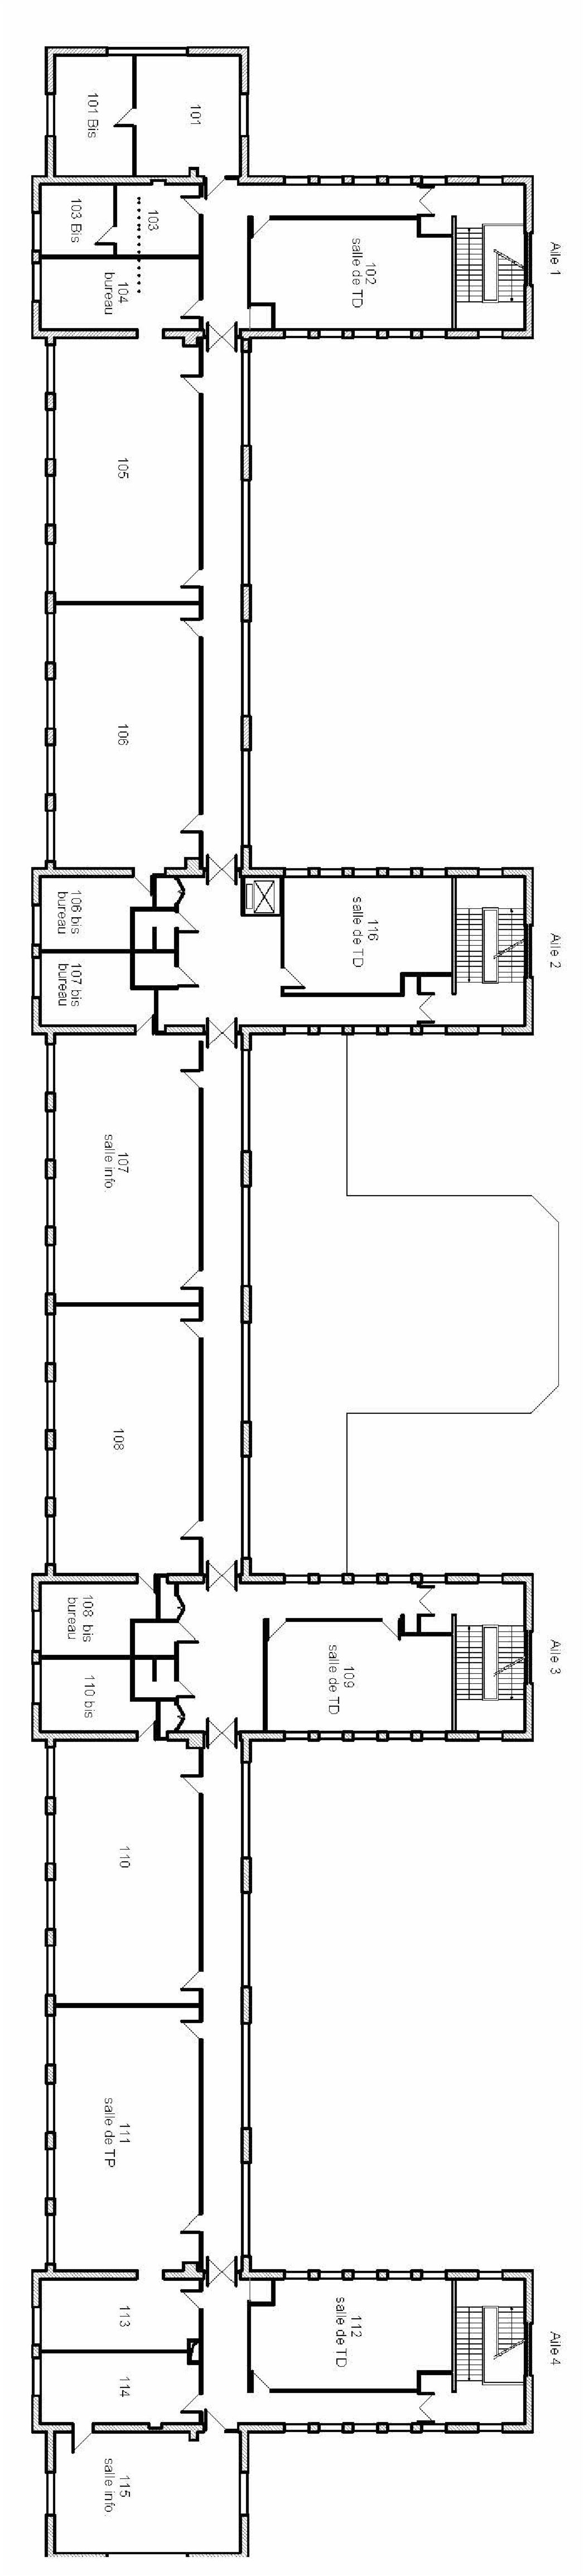 101 Bis
101
103 Bis
103
104
bureau
102
salle de TD
Aile 1
105
106
106 bis
bureau
107 bis
bureau
116
salle de TD
Aile 2
107
salle info.
108
108 bis
bureau
110 bis
109
salle de TD
Aile 3
110
111
salle de TP
113
114
112
salle de TD
Aile 4
115
salle info.